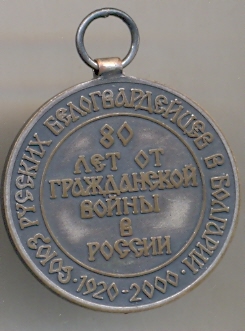 СОЮЗ РУССКИХ БЕЛОГВАРДЕЙЦЕВ В БОЛГАРИИ
·1920-2000·
80
ЛЕТ ОТ
ГРАЖДАНСКОЙ
ВОЙНЫ
В
РОССИИ